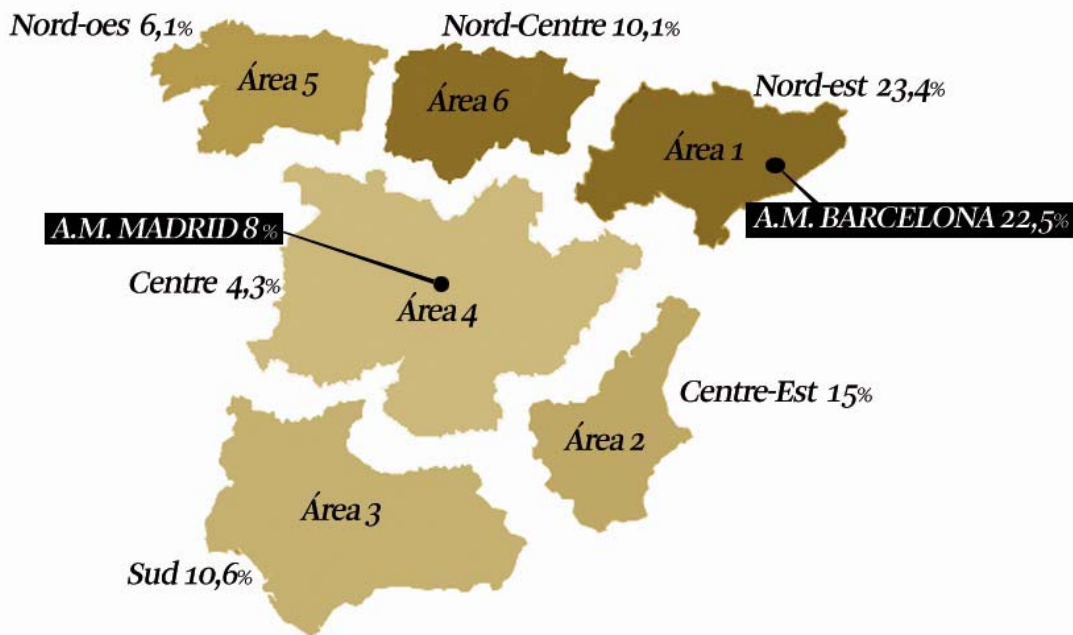 Nord-oes 6,1%
Nord-Centre 10,1%
Área 5
Área 6
Nord-est 23,4%
Área 1
A.M. MADRID 8%
A.M. BARCELONA 22,5%
Centre 4,3%
Área 4
Centre-Est 15%
Área 2
Área 3
Sud 10,6%